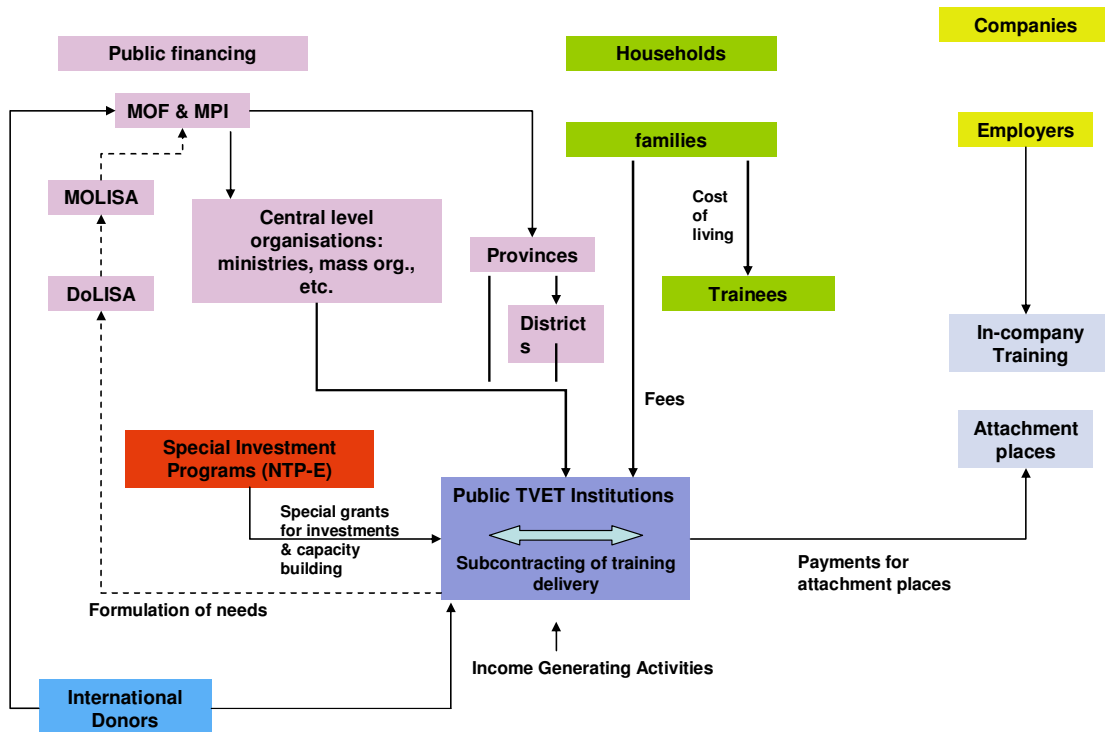 Companies
Public financing
Households
MOF & MPI
families
Employers
MOLISA
Cost
of
living
Central level
organisations:
ministries, mass org.,
etc.
Provinces
DoLISA
Trainees
District
s
In-company
Training
Fees
Attachment
places
Special Investment
Programs (NTP-E)
Public TVET Institutions
Special grants
for investments
& capacity
building
Subcontracting of training
delivery
Payments for
attachment places
Formulation of needs
Income Generating Activities
International
Donors